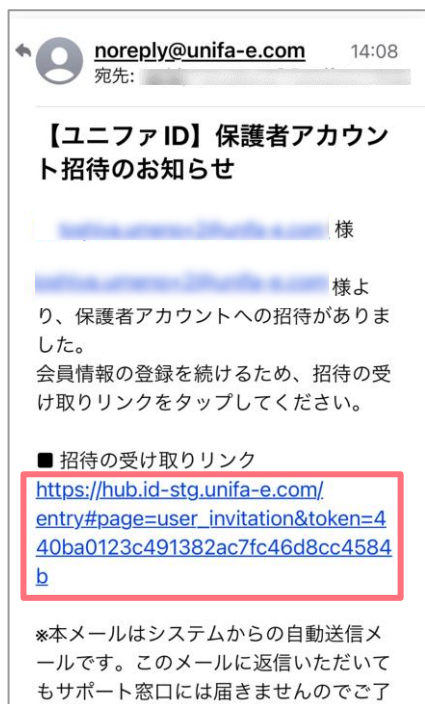 noreply@unifa-e.com 14:08
宛先:
【ユニファID】保護者アカウン
ト招待のお知らせ
様
様よ
り、保護者アカウントへの招待がありま
した。
会員情報の登録を続けるため、招待の受
け取りリンクをタップしてください。
■ 招待の受け取りリンク
https://hub.id-stg.unifa-e.com/
entry#page=user_invitation&token=4
40ba0123c491382ac7fc46d8cc4584
b
※本メールはシステムからの自動送信メ
ールです。このメールに返信いただいて
もサポート窓口には届きませんのでご了